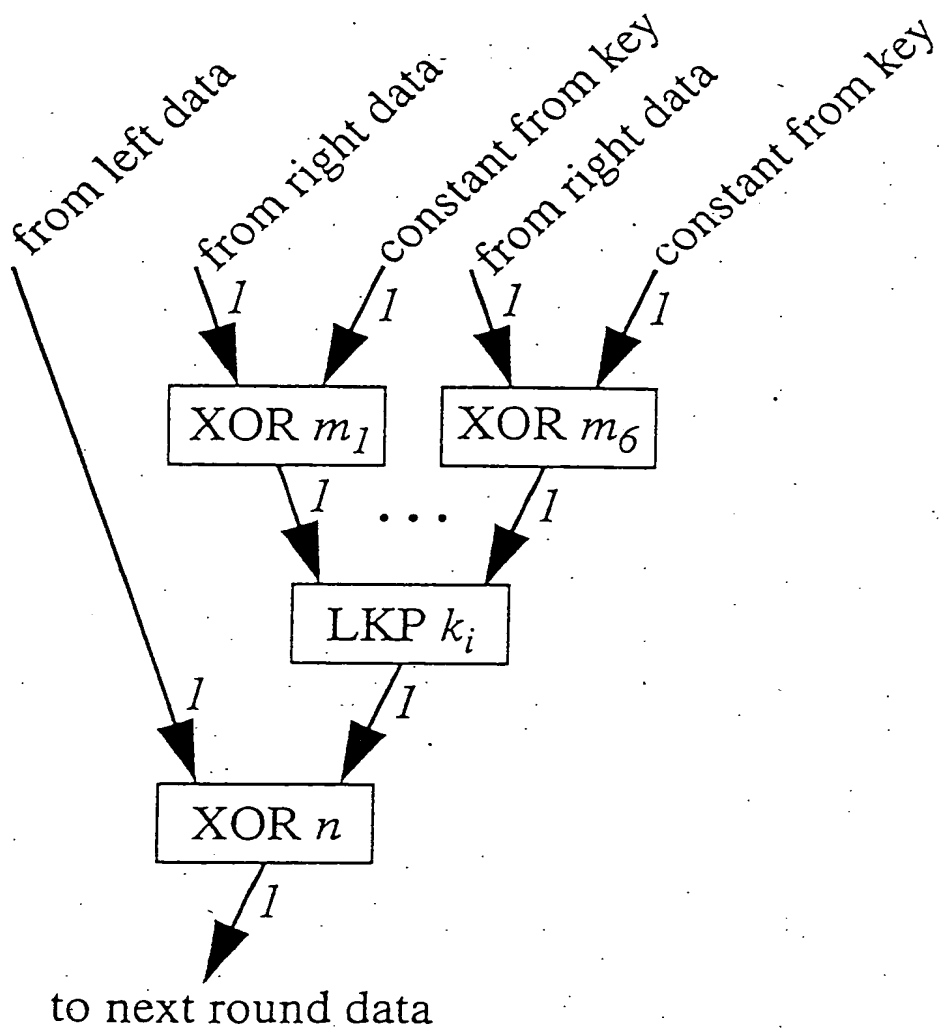 from left data
from right data
constant from key
from right data
constant from key
1
1
1
1
XOR m1
XOR m6
1
...
1
LKP ki
1
1
XOR n
1
to next round data